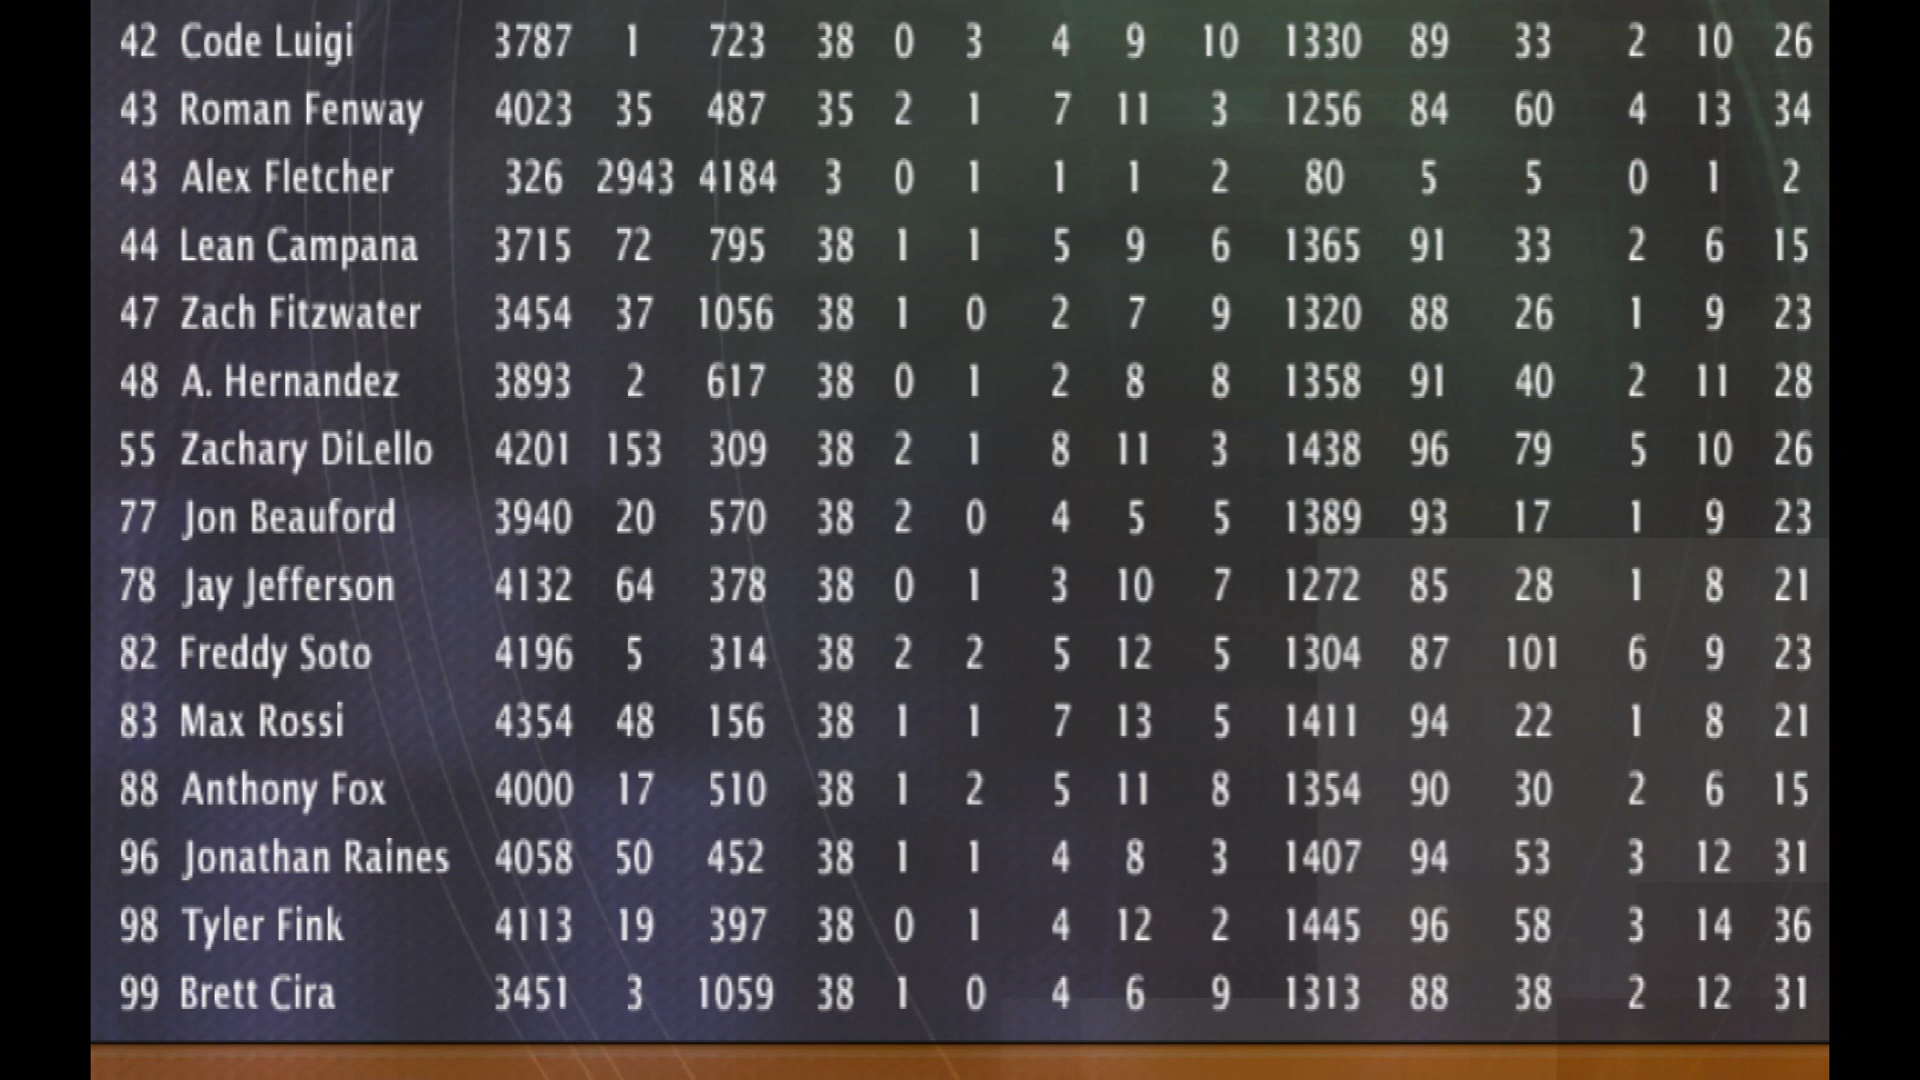 42 Code Luigi 3787 1 723 38 0 3 4 9 10 1330 89 33 2 10 26
43 Roman Fenway 4023 35 487 35 2 1 7 11 3 1256 84 60 4 13 34
43 Alex Fletcher 326 2943 4184 3 0 1 1 1 2 80 5 5 0 1 2
44 Lean Campana 3715 72 795 38 1 1 5 9 6 1365 91 33 2 6 15
47 Zach Fitzwater 3454 37 1056 38 1 0 2 7 9 1320 88 26 1 9 23
48 A. Hernandez 3893 2 617 38 0 1 2 8 8 1358 91 40 2 11 28
55 Zachary DiLello 4201 153 309 38 2 1 8 11 3 1438 96 79 5 10 26
77 Jon Beauford 3940 20 570 38 2 0 4 5 5 1389 93 17 1 9 23
78 Jay Jefferson 4132 64 378 38 0 1 3 10 7 1272 85 28 1 8 21
82 Freddy Soto 4196 5 314 38 2 2 5 12 5 1304 87 101 6 9 23
83 Max Rossi 4354 48 156 38 1 1 7 13 5 1411 94 22 1 8 21
88 Anthony Fox 4000 17 510 38 1 2 5 11 8 1354 90 30 2 6 15
96 Jonathan Raines 4058 50 452 38 1 1 4 8 3 1407 94 53 3 12 31
98 Tyler Fink 4113 19 397 38 0 1 4 12 2 1445 96 58 3 14 36
99 Brett Cira 3451 3 1059 38 1 0 4 6 9 1313 88 38 2 12 31